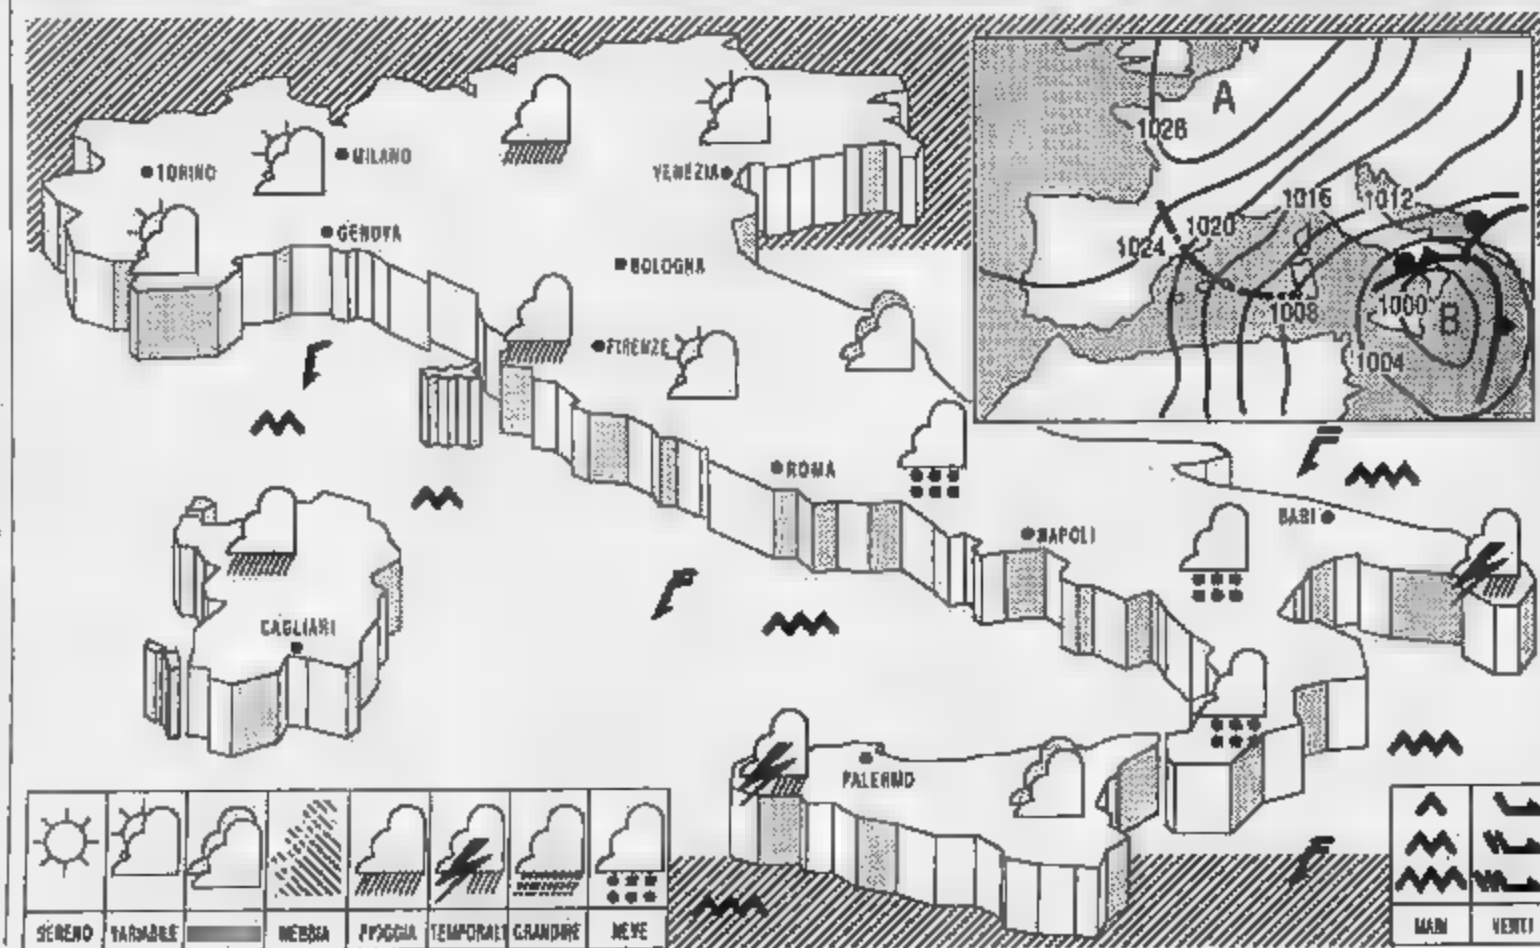 MILANO
TORINO
VENEZIA
GENOVA
BOLOGNA
FIRENZE
ROMA
NAPOLI
BARI
CAGLIARI
PALERMO
A
1028
1016
1012
1020
1024
1008
1000
B
1004
SERENO VARIABILE NEBBIA PIOGGIA TEMPORALI GRANDINE NEVE
MARI VENTI